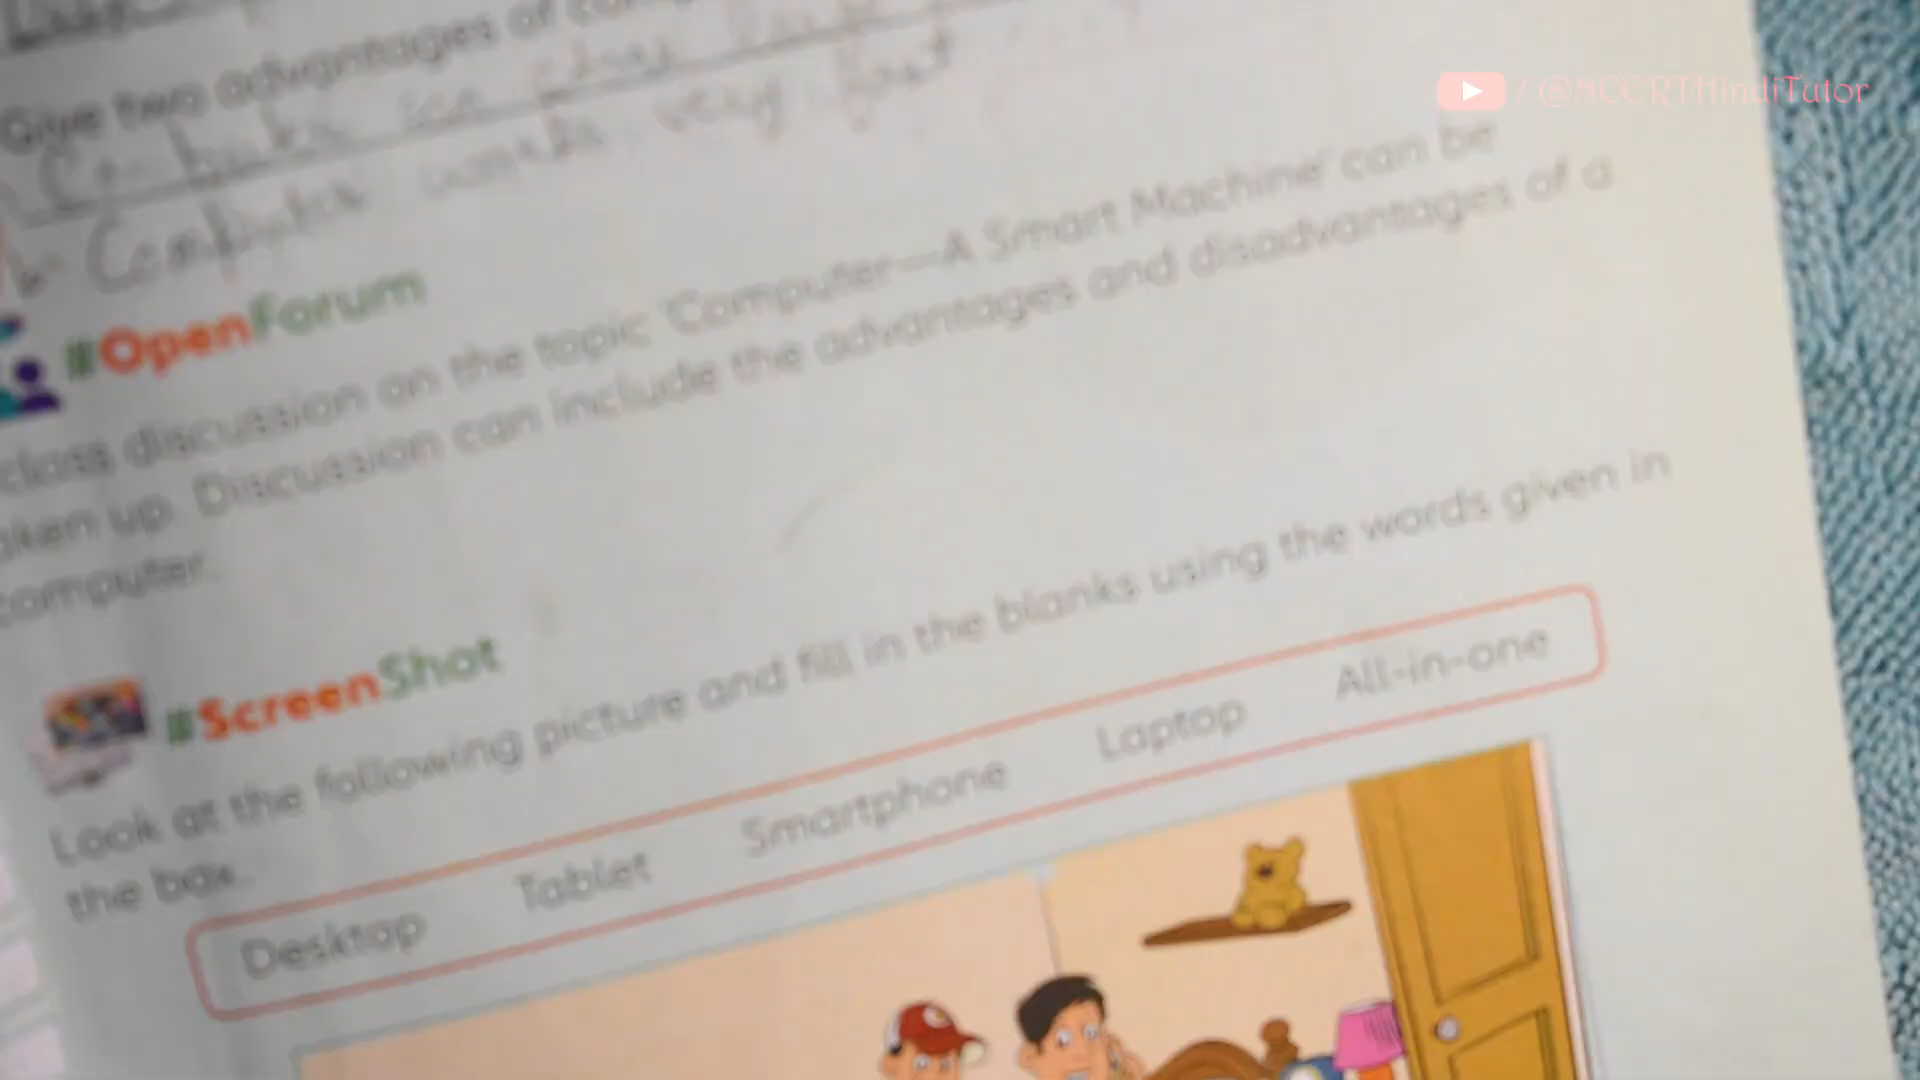 Give two advantages of
Computer works very fast
/ @NCERTHindiTutor
#OpenForum
class discussion on the topic 'Computer—A Smart Machine' can be
aken up. Discussion can include the advantages and disadvantages of a
computer.
#ScreenShot
Look at the following picture and fill in the blanks using the words given in
the box.
Desktop Tablet Smartphone Laptop All-in-one